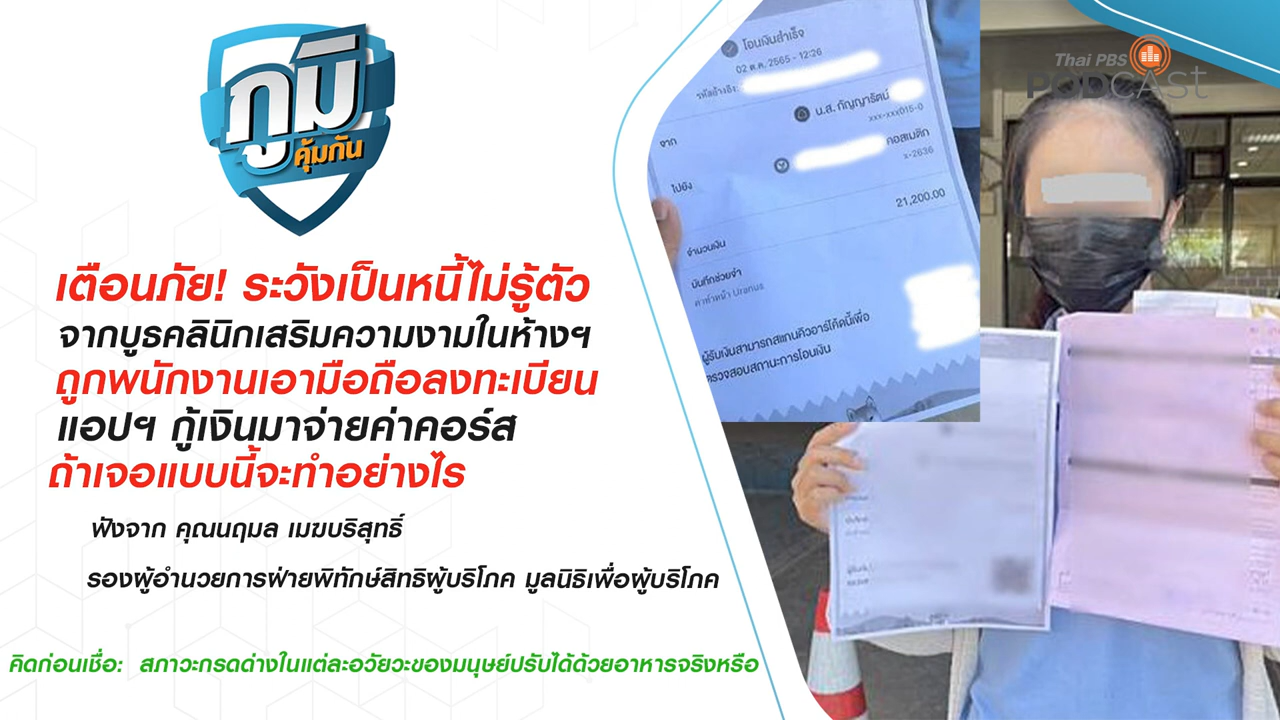 ภูมิ
คุ้มกัน
เตือนภัย! ระวังเป็นหนี้ไม่รู้ตัว
จากบูธคลินิกเสริมความงามในห้างฯ
ถูกพนักงานเอามือถือลงทะเบียน
แอปฯ กู้เงินมาจ่ายค่าคอร์ส
ถ้าเจอแบบนี้จะทำอย่างไร
ฟังจาก คุณนฤมล เมฆบริสุทธิ์
รองผู้อำนวยการฝ่ายพิทักษ์สิทธิผู้บริโภค มูลนิธิเพื่อผู้บริโภค
คิดก่อนเชื่อ: สภาวะกรดด่างในแต่ละอวัยวะของมนุษย์ปรับได้ด้วยอาหารจริงหรือ
โอนเงินสำเร็จ
02 ต.ค. 2565 - 12:26
รหัสอ้างอิง:
จาก
น.ส. กัญญารัตน์
xxx-xxx015-0
ไปยัง
คอสเมติก
x-2636
จำนวนเงิน
21,200.00
บันทึกช่วยจำ
ค่าทำหน้า Uranus
ผู้รับเงินสามารถสแกนคิวอาร์โค้ดนี้เพื่อ
ตรวจสอบสถานะการโอนเงิน
Thai PBS
PODCAST